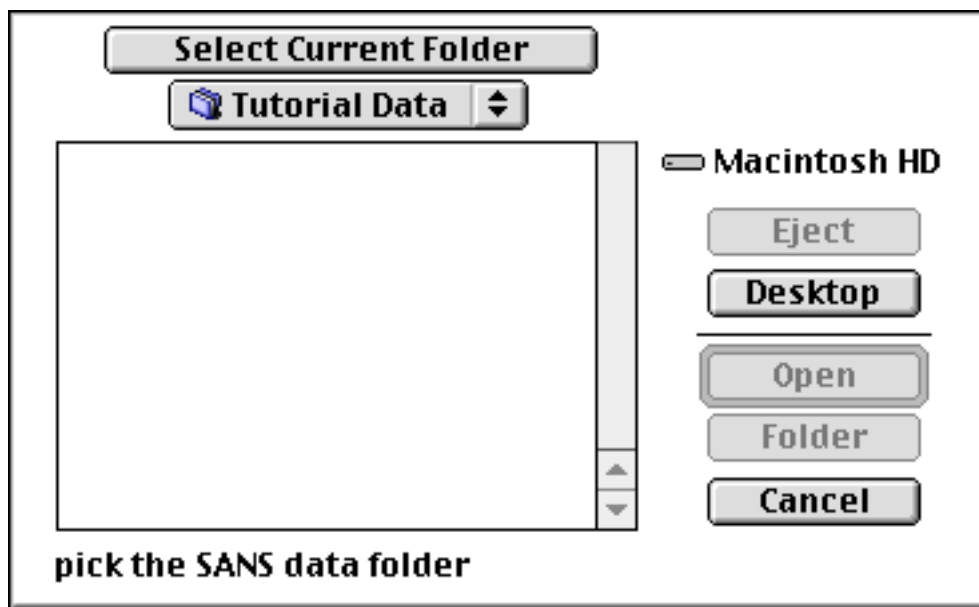 Select Current Folder
Tutorial Data
Macintosh HD
Eject
Desktop
Open
Folder
Cancel
pick the SANS data folder